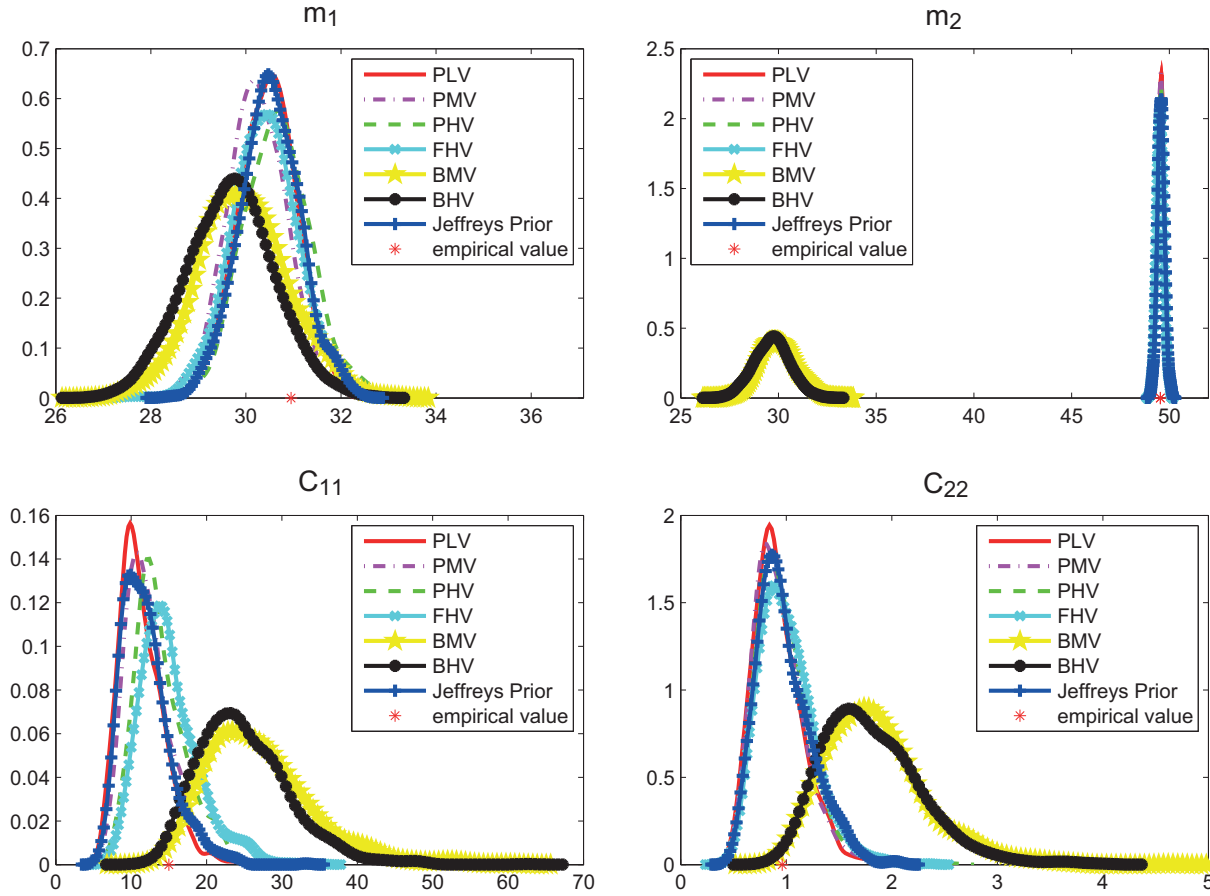 m1
0.7
0.6
0.5
0.4
0.3
0.2
0.1
0
26 28 30 32 34 36
PLV
PMV
PHV
FHV
BMV
BHV
Jeffreys Prior
empirical value
m2
2.5
2
1.5
1
0.5
0
25 30 35 40 45 50
PLV
PMV
PHV
FHV
BMV
BHV
Jeffreys Prior
empirical value
C11
0.16
0.14
0.12
0.1
0.08
0.06
0.04
0.02
0
0 10 20 30 40 50 60 70
PLV
PMV
PHV
FHV
BMV
BHV
Jeffreys Prior
empirical value
C22
2
1.5
1
0.5
0
0 1 2 3 4 5
PLV
PMV
PHV
FHV
BMV
BHV
Jeffreys Prior
empirical value